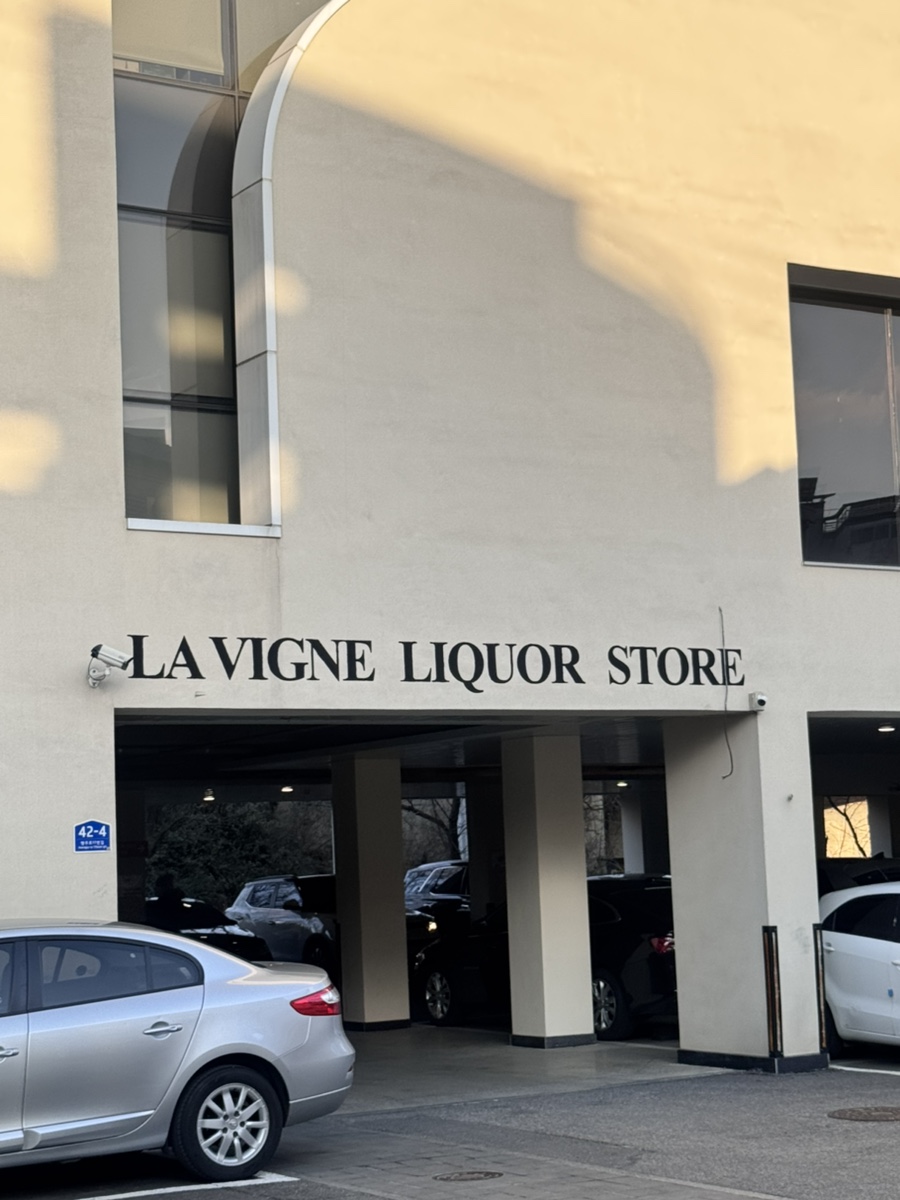 LA VIGNE LIQUOR STORE
42-4